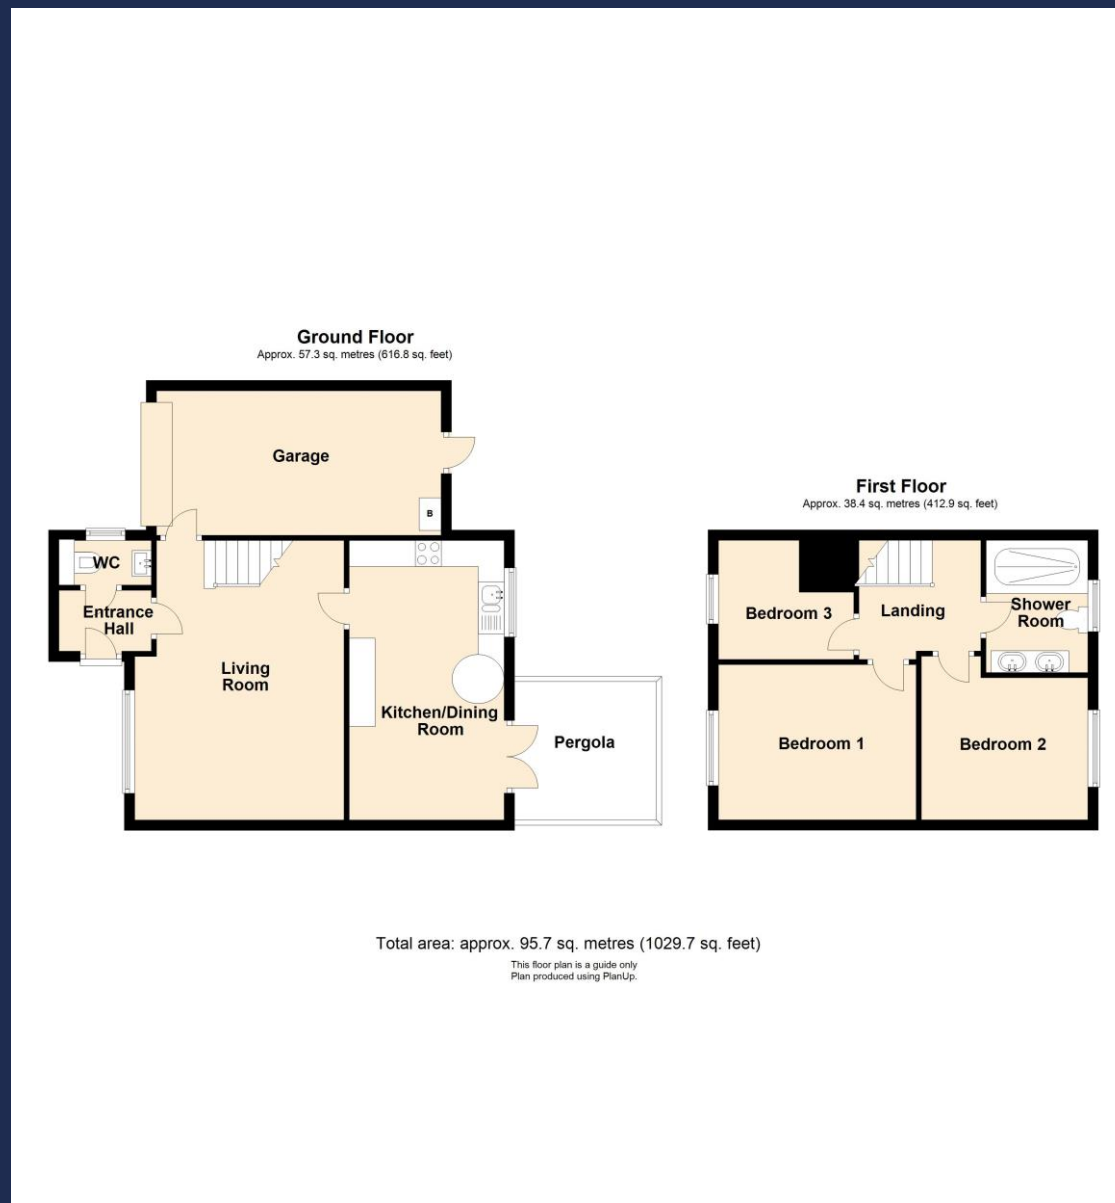 Ground Floor
Approx. 57.3 sq. metres (616.8 sq. feet)
Garage
B
WC
Entrance
Hall
Living
Room
Kitchen/Dining
Room
Pergola
First Floor
Approx. 38.4 sq. metres (412.9 sq. feet)
Bedroom 3
Landing
Shower
Room
Bedroom 1
Bedroom 2
Total area: approx. 95.7 sq. metres (1029.7 sq. feet)
This floor plan is a guide only
Plan produced using PlanUp.